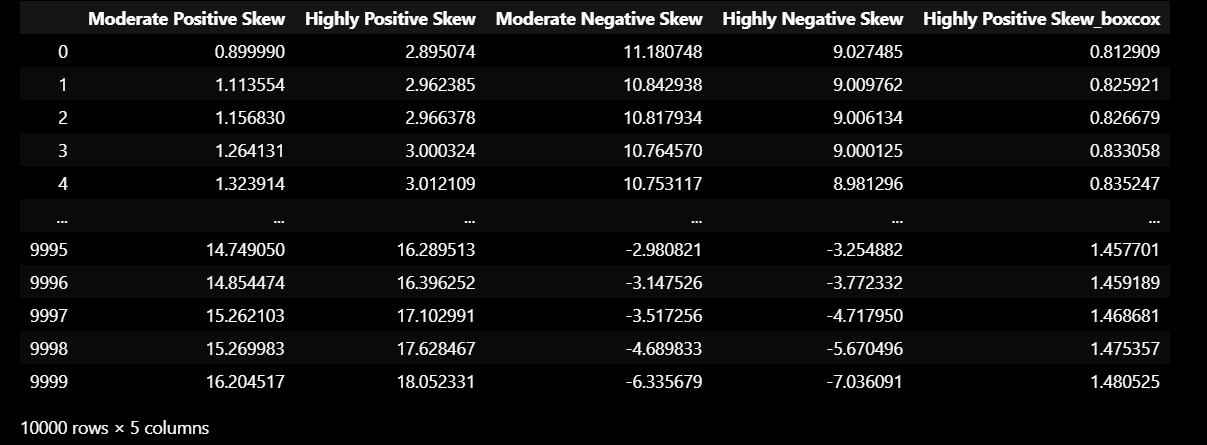 Moderate Positive Skew Highly Positive Skew Moderate Negative Skew Highly Negative Skew Highly Positive Skew_boxcox
0 0.899990 2.895074 11.180748 9.027485 0.812909
1 1.113554 2.962385 10.842938 9.009762 0.825921
2 1.156830 2.966378 10.817934 9.006134 0.826679
3 1.264131 3.000324 10.764570 9.000125 0.833058
4 1.323914 3.012109 10.753117 8.981296 0.835247
... ... ... ... ... ...
9995 14.749050 16.289513 -2.980821 -3.254882 1.457701
9996 14.854474 16.396252 -3.147526 -3.772332 1.459189
9997 15.262103 17.102991 -3.517256 -4.717950 1.468681
9998 15.269983 17.628467 -4.689833 -5.670496 1.475357
9999 16.204517 18.052331 -6.335679 -7.036091 1.480525
10000 rows × 5 columns